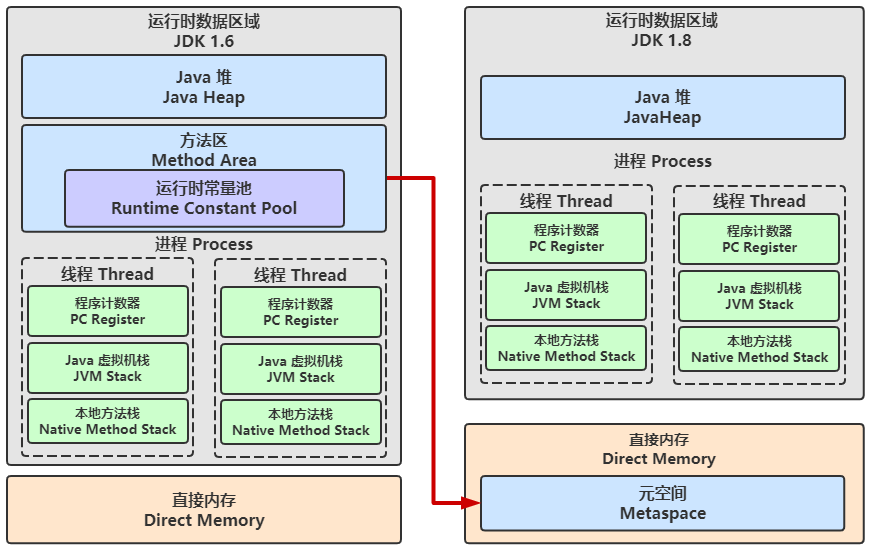 运行时数据区域
JDK 1.6
Java 堆
Java Heap
方法区
Method Area
运行时常量池
Runtime Constant Pool
进程 Process
线程 Thread
程序计数器
PC Register
Java 虚拟机栈
JVM Stack
本地方法栈
Native Method Stack
线程 Thread
程序计数器
PC Register
Java 虚拟机栈
JVM Stack
本地方法栈
Native Method Stack
直接内存
Direct Memory
运行时数据区域
JDK 1.8
Java 堆
JavaHeap
进程 Process
线程 Thread
程序计数器
PC Register
Java 虚拟机栈
JVM Stack
本地方法栈
Native Method Stack
线程 Thread
程序计数器
PC Register
Java 虚拟机栈
JVM Stack
本地方法栈
Native Method Stack
直接内存
Direct Memory
元空间
Metaspace